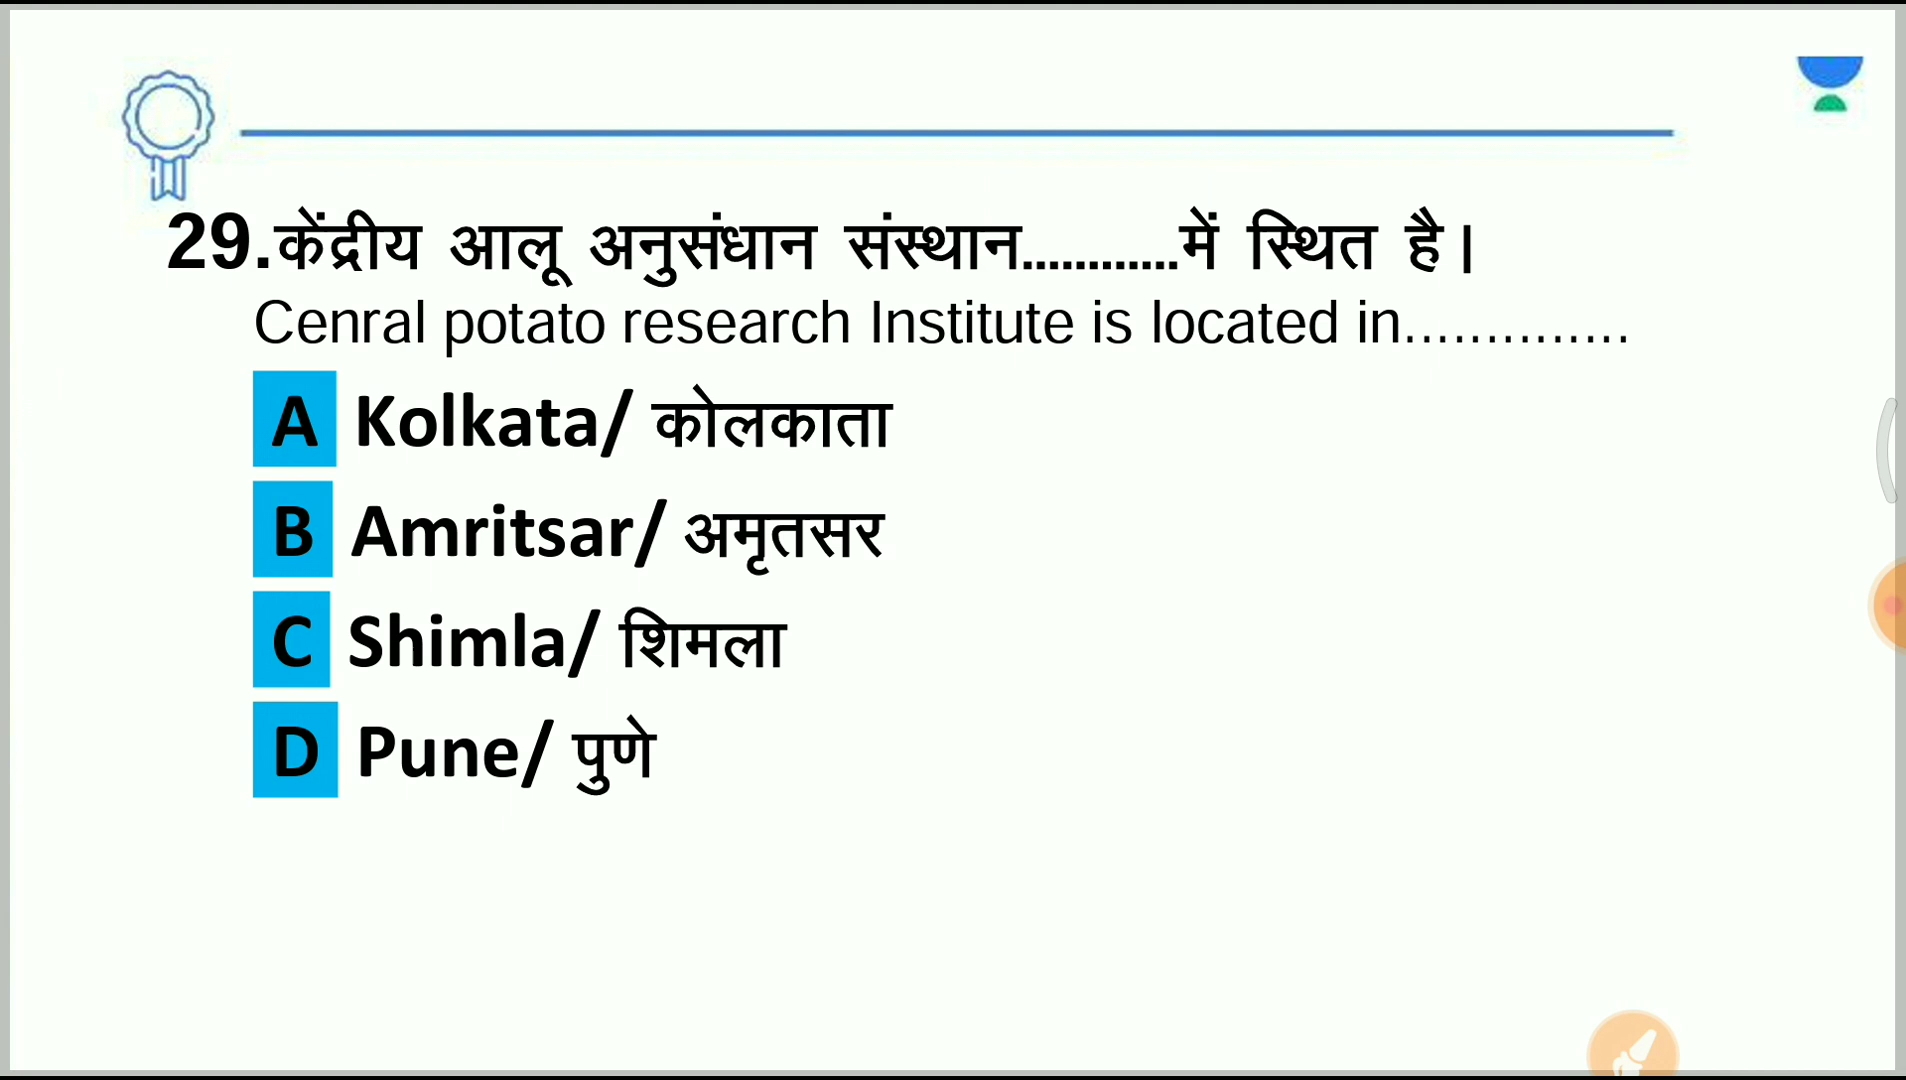 29.केंद्रीय आलू अनुसंधान संस्थान............में स्थित है।
Cenral potato research Institute is located in..............
A Kolkata/ कोलकाता
B Amritsar/ अमृतसर
C Shimla/ शिमला
D Pune/ पुणे